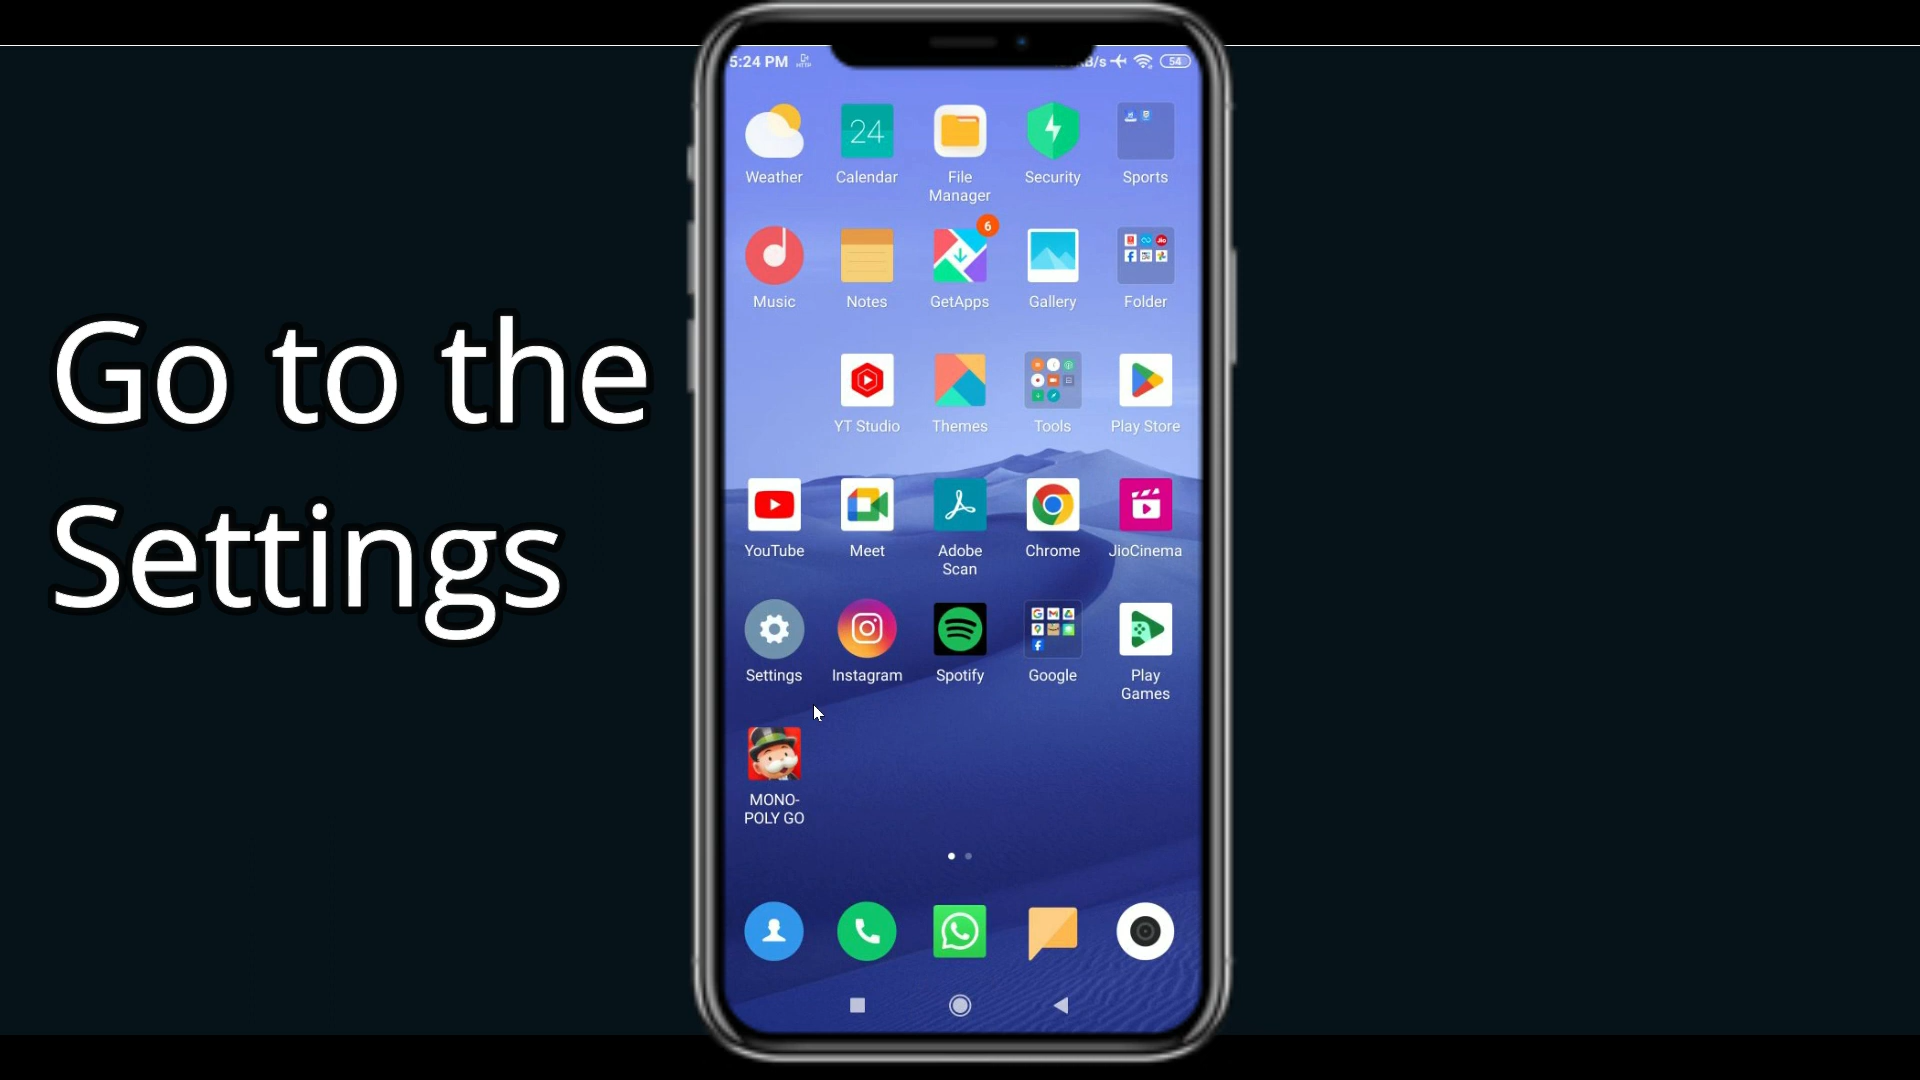 Go to the
Settings
5:24 PM
B/s
54
Weather
24
Calendar
File
Manager
Security
Sports
Music
Notes
6
GetApps
Gallery
Jio
Folder
YT Studio
Themes
Tools
Play Store
YouTube
Meet
Adobe
Scan
Chrome
JioCinema
Settings
Instagram
Spotify
Google
Play
Games
MONO-
POLY GO